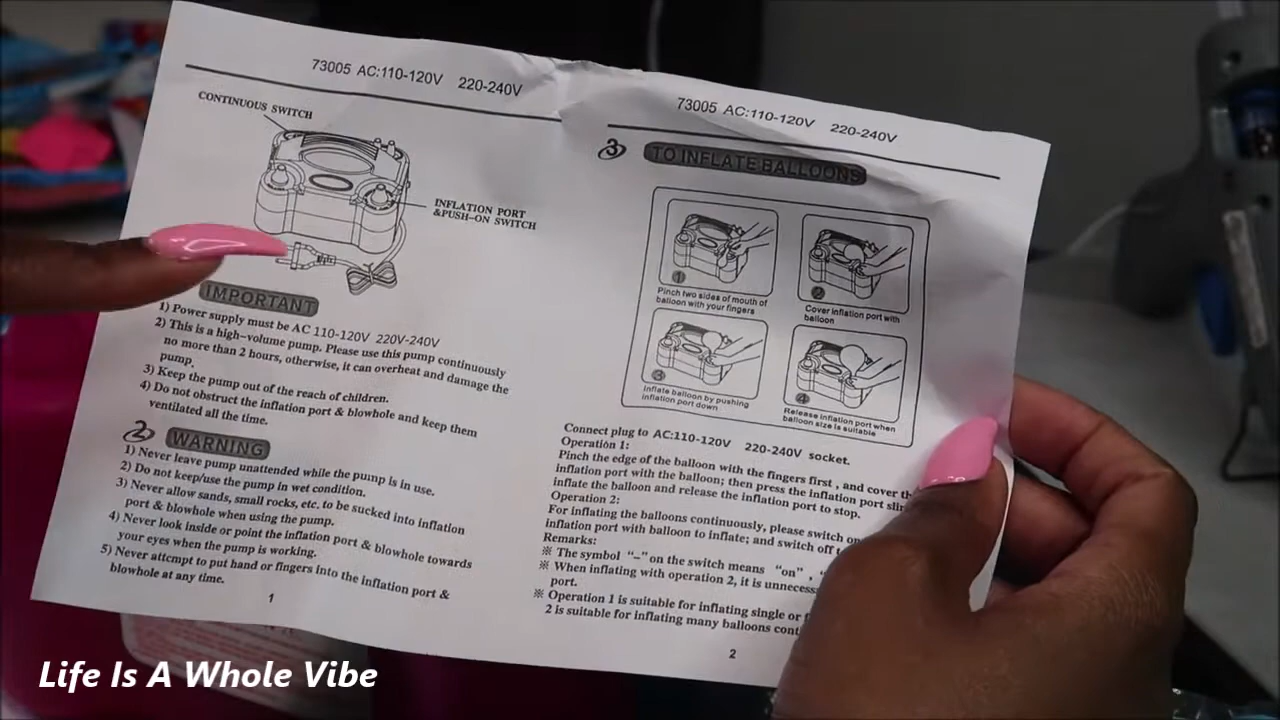 73005 AC:110-120V 220-240V
CONTINUOUS SWITCH
INFLATION PORT
&PUSH-ON SWITCH
IMPORTANT
1) Power supply must be AC 110-120V 220V-240V
2) This is a high-volume pump. Please use this pump continuously
no more than 2 hours, otherwise, it can overheat and damage the
pump.
3) Keep the pump out of the reach of children.
4) Do not obstruct the inflation port & blowhole and keep them
ventilated all the time.
2 WARNING
1) Never leave pump unattended while the pump is in use.
2) Do not keep/use the pump in wet condition.
3) Never allow sands, small rocks, etc. to be sucked into inflation
port & blowhole when using the pump.
4) Never look inside or point the inflation port & blowhole towards
your eyes when the pump is working.
5) Never attempt to put hand or fingers into the inflation port &
blowhole at any time.
1
73005 AC:110-120V 220-240V
3 TO INFLATE BALLOONS
1
Pinch two sides of mouth of
balloon with your fingers
2
Cover inflation port with
balloon
3
Inflate balloon by pushing
inflation port down
4
Release inflation port when
balloon size is suitable
Connect plug to AC:110-120V 220-240V socket.
Operation 1:
Pinch the edge of the balloon with the fingers first , and cover
inflation port with the balloon; then press the inflation port
inflate the balloon and release the inflation port to stop.
Operation 2:
For inflating the balloons continuously, please switch on
inflation port with balloon to inflate; and switch off
Remarks:
※ The symbol "–" on the switch means "on" ,
※ When inflating with operation 2, it is
port.
※ Operation 1 is suitable for inflating single or
2 is suitable for inflating many balloons
2
Life Is A Whole Vibe